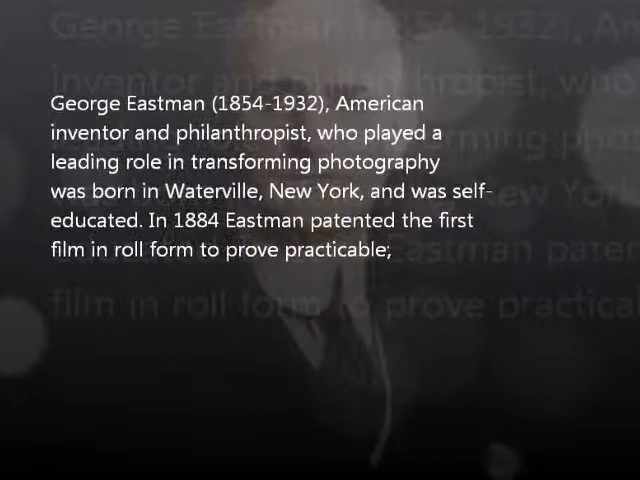 George Eastman (1854-1932), American
inventor and philanthropist, who played a
leading role in transforming photography
was born in Waterville, New York, and was self-
educated. In 1884 Eastman patented the first
film in roll form to prove practicable;